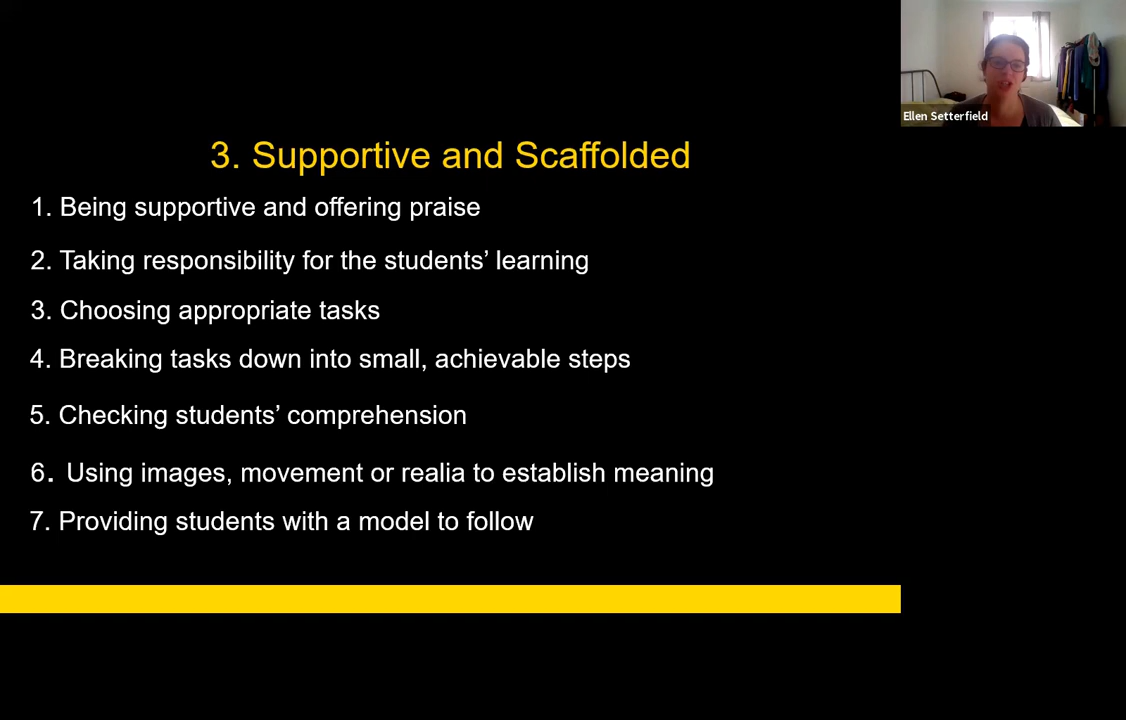 Ellen Setterfield
3. Supportive and Scaffolded
1. Being supportive and offering praise
2. Taking responsibility for the students’ learning
3. Choosing appropriate tasks
4. Breaking tasks down into small, achievable steps
5. Checking students’ comprehension
6. Using images, movement or realia to establish meaning
7. Providing students with a model to follow